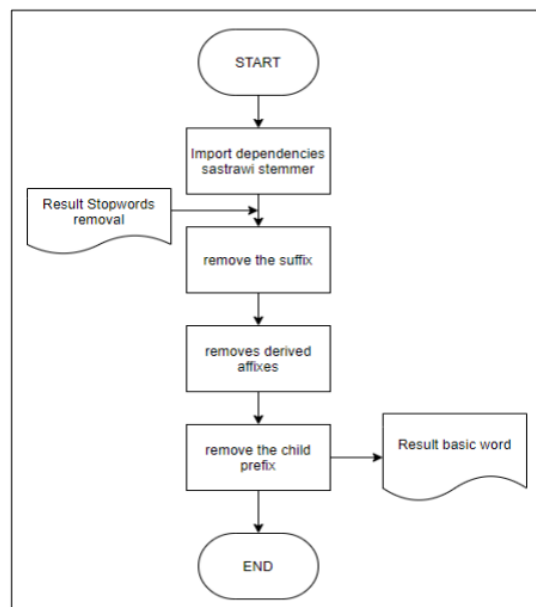 START
Import dependencies
sastrawi stemmer
Result Stopwords
removal
remove the suffix
removes derived
affixes
remove the child
prefix
Result basic word
END